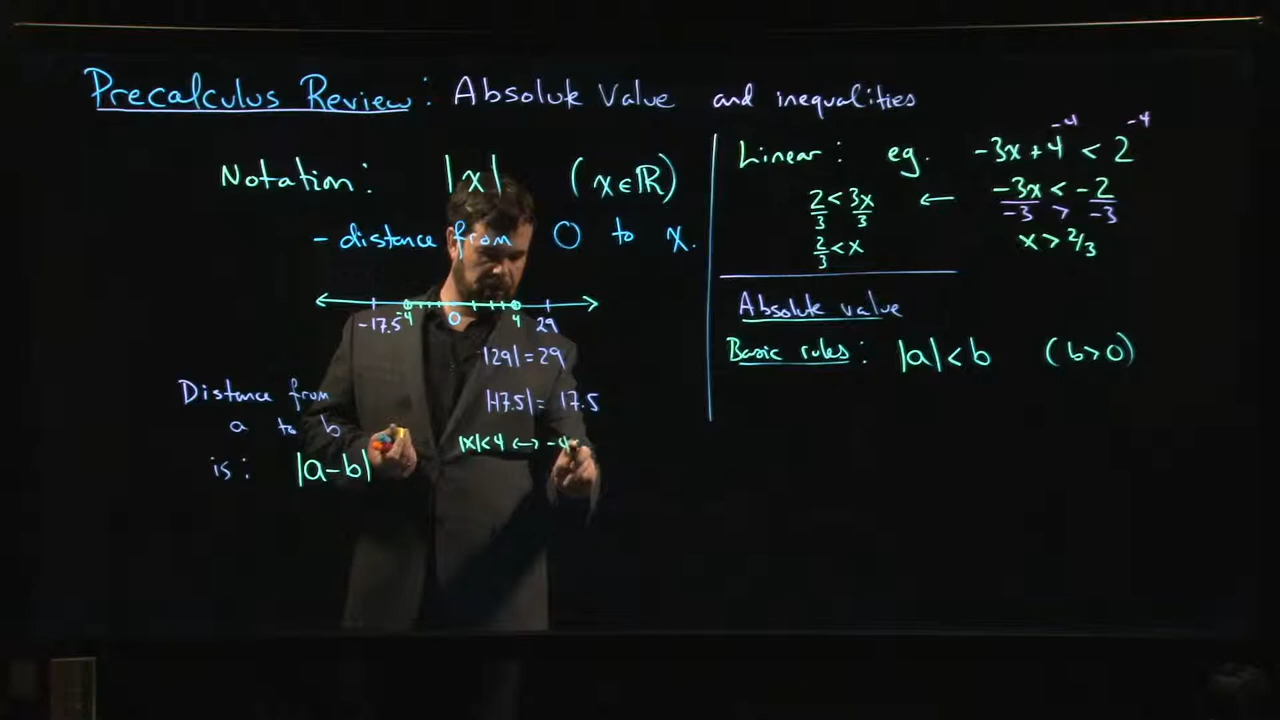 Precalculus Review: Absolute Value and inequalities
Notation: |x| (x∈ℝ)
- distance from 0 to x.
-17.5 -4 0 4 29
|29| = 29
|-17.5| = 17.5
|x|<4 ↔ -4
Distance from
a to b
is: |a-b|
Linear: eg. -3x+4 < 2
-4 -4
-3x < -2
-3 > -3
x > 2/3
2 < 3x ←
3 3
2/3 < x
Absolute value
Basic rules: |a| < b (b>0)